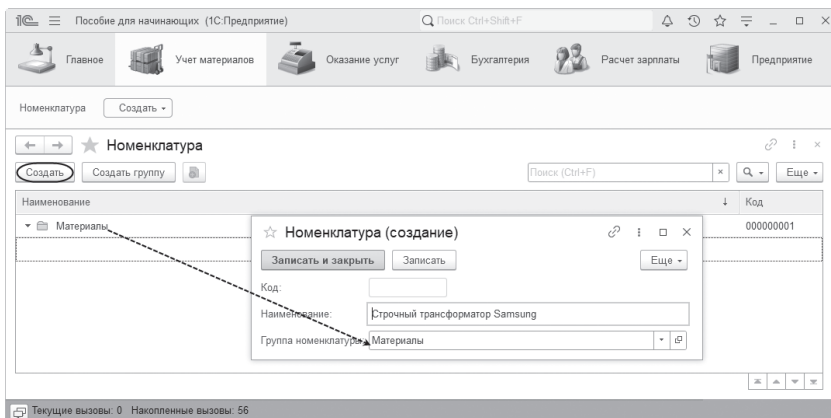 1С Пособие для начинающих (1С:Предприятие) Поиск Ctrl+Shift+F
Главное Учет материалов Оказание услуг Бухгалтерия Расчет зарплаты Предприятие
Номенклатура Создать
Номенклатура
Создать Создать группу Поиск (Ctrl+F) × Еще
Наименование ↓ Код
Материалы 000000001
Номенклатура (создание)
Записать и закрыть Записать Еще
Код:
Наименование: Строчный трансформатор Samsung
Группа номенклатуры: Материалы
Текущие вызовы: 0 Накопленные вызовы: 56